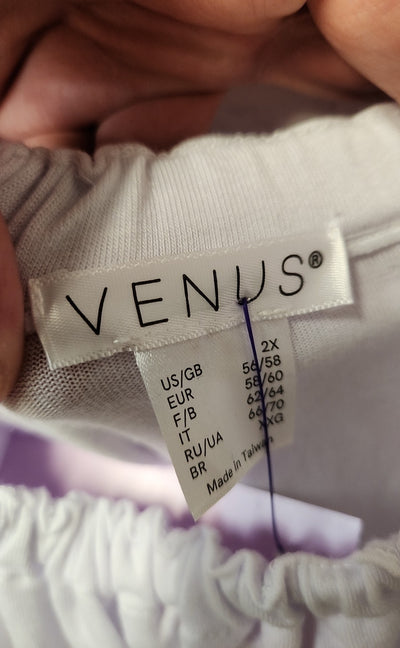 VENUS®
US/GB 2X
EUR 56/58
F/B 58/60
IT 62/64
RU/UA 66/70
BR XXG
Made in Taiwan